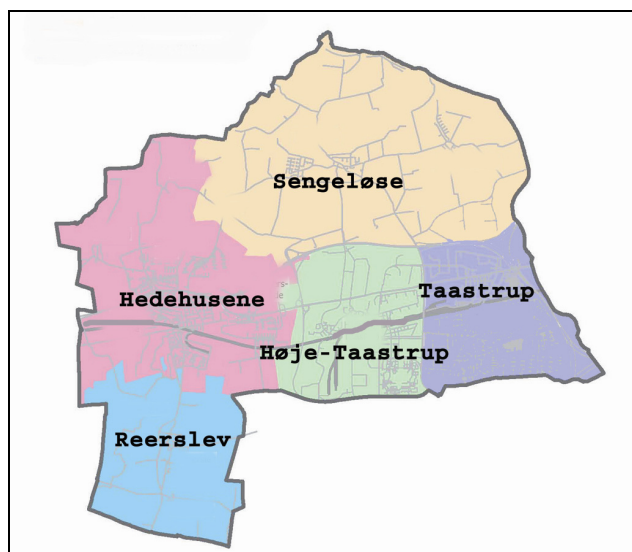 Sengeløse
Taastrup
Hedehusene
Høje-Taastrup
Reerslev